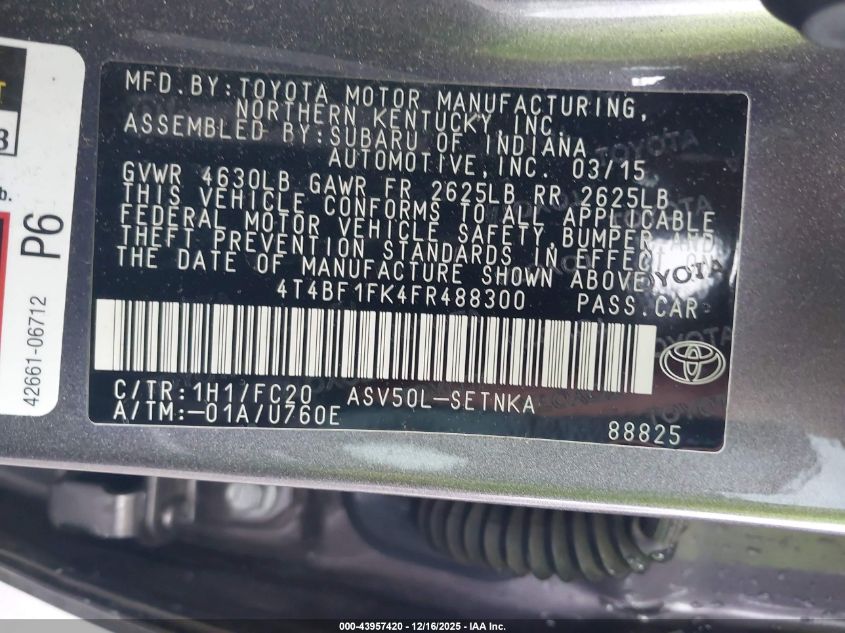 MFD.BY:TOYOTA MOTOR MANUFACTURING,
NORTHERN KENTUCKY,INC.
ASSEMBLED BY:SUBARU OF INDIANA
AUTOMOTIVE,INC. 03/15
GVWR 4630LB GAWR FR 2625LB RR 2625LB
THIS VEHICLE CONFORMS TO ALL APPLICABLE
FEDERAL MOTOR VEHICLE SAFETY,BUMPER,AND
THEFT PREVENTION STANDARDS IN EFFECT ON
THE DATE OF MANUFACTURE SHOWN ABOVE.
4T4BF1FK4FR488300 PASS.CAR
C/TR:1H1/FC20 ASV50L-SETNKA
A/TM:-01A/U760E
88825
TOYOTA
P6
42661-06712
000-43957420 - 12/16/2025 - IAA Inc.